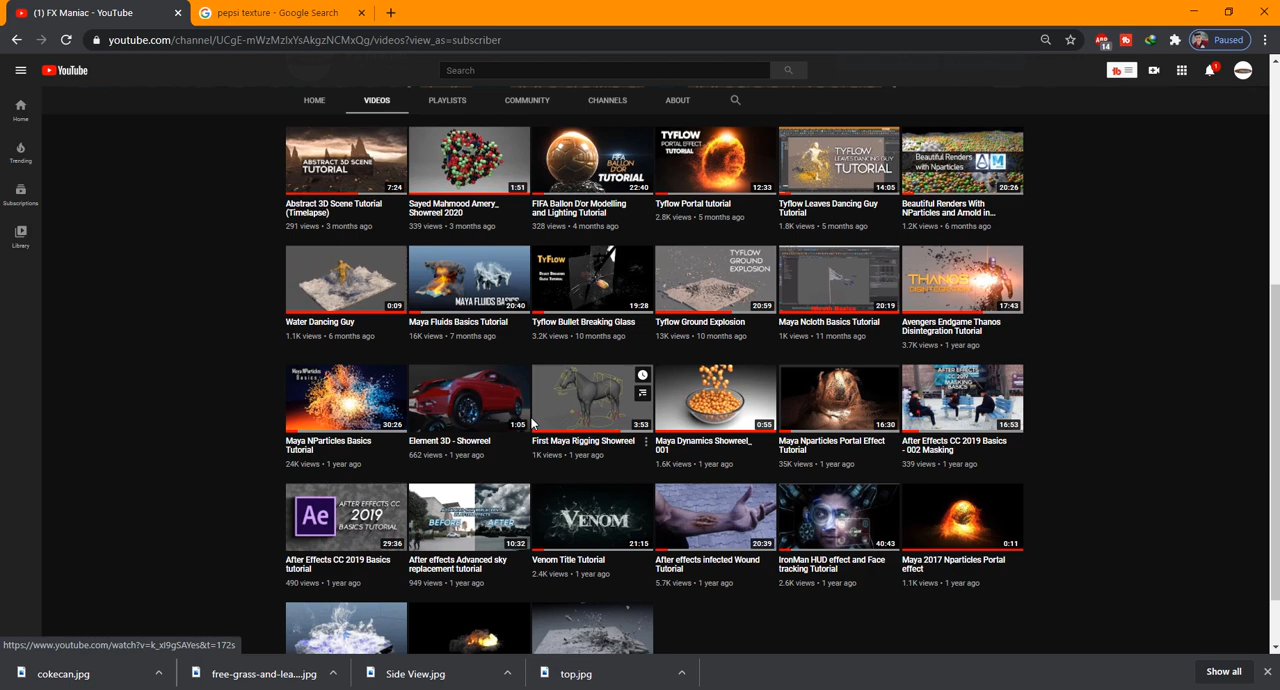 (1) FX Maniac - YouTube
pepsi texture - Google Search
youtube.com/channel/UCgE-mWzMzlxYsAkgzNCMxQg/videos?view_as=subscriber
14
Paused
YouTube
Search
1
Home
Trending
Subscriptions
Library
HOME VIDEOS PLAYLISTS COMMUNITY CHANNELS ABOUT
ABSTRACT 3D SCENE
TUTORIAL
7:24
Abstract 3D Scene Tutorial
(Timelapse)
291 views • 3 months ago
1:51
Sayed Mahmood Amery_
Showreel 2020
339 views • 3 months ago
FIFA
BALLON
D'OR
TUTORIAL
22:40
FIFA Ballon D'or Modelling
and Lighting Tutorial
328 views • 4 months ago
TYFLOW
PORTAL EFFECT
TUTORIAL
12:33
Tyflow Portal tutorial
2.8K views • 5 months ago
TYFLOW
LEAVES DANCING GUY
TUTORIAL
14:05
Tyflow Leaves Dancing Guy
Tutorial
1.8K views • 5 months ago
Beautiful Renders
with Nparticles
20:26
Beautiful Renders With
NParticles and Arnold in...
1.2K views • 6 months ago
0:09
Water Dancing Guy
1.1K views • 6 months ago
MAYA FLUIDS BASICS
20:40
Maya Fluids Basics Tutorial
16K views • 7 months ago
TYFLOW
19:28
Tyflow Bullet Breaking Glass
3.2K views • 10 months ago
TYFLOW
GROUND
EXPLOSION
20:59
Tyflow Ground Explosion
13K views • 10 months ago
20:19
Maya Ncloth Basics Tutorial
1K views • 11 months ago
THANOS
DISINTEGRATION
17:43
Avengers Endgame Thanos
Disintegration Tutorial
3.7K views • 1 year ago
MAYA NPARTICLES
BASICS
30:26
Maya NParticles Basics
Tutorial
24K views • 1 year ago
1:05
Element 3D - Showreel
662 views • 1 year ago
3:53
First Maya Rigging Showreel
1K views • 1 year ago
0:55
Maya Dynamics Showreel_
001
1.6K views • 1 year ago
16:30
Maya Nparticles Portal Effect
Tutorial
35K views • 1 year ago
AFTER EFFECTS
CC 2019
MASKING
BASICS
16:53
After Effects CC 2019 Basics
- 002 Masking
339 views • 1 year ago
Ae
AFTER EFFECTS CC
2019
BASICS TUTORIAL
29:36
After Effects CC 2019 Basics
tutorial
490 views • 1 year ago
BEFORE
AFTER
10:32
After effects Advanced sky
replacement tutorial
949 views • 1 year ago
VENOM
21:15
Venom Title Tutorial
2.4K views • 1 year ago
20:39
After effects infected Wound
Tutorial
5.7K views • 1 year ago
40:43
IronMan HUD effect and Face
tracking Tutorial
2.6K views • 1 year ago
0:11
Maya 2017 Nparticles Portal
effect
1.1K views • 1 year ago
https://www.youtube.com/watch?v=k_xI9gSAYes&t=172s
cokecan.jpg
free-grass-and-lea....jpg
Side View.jpg
top.jpg
Show all